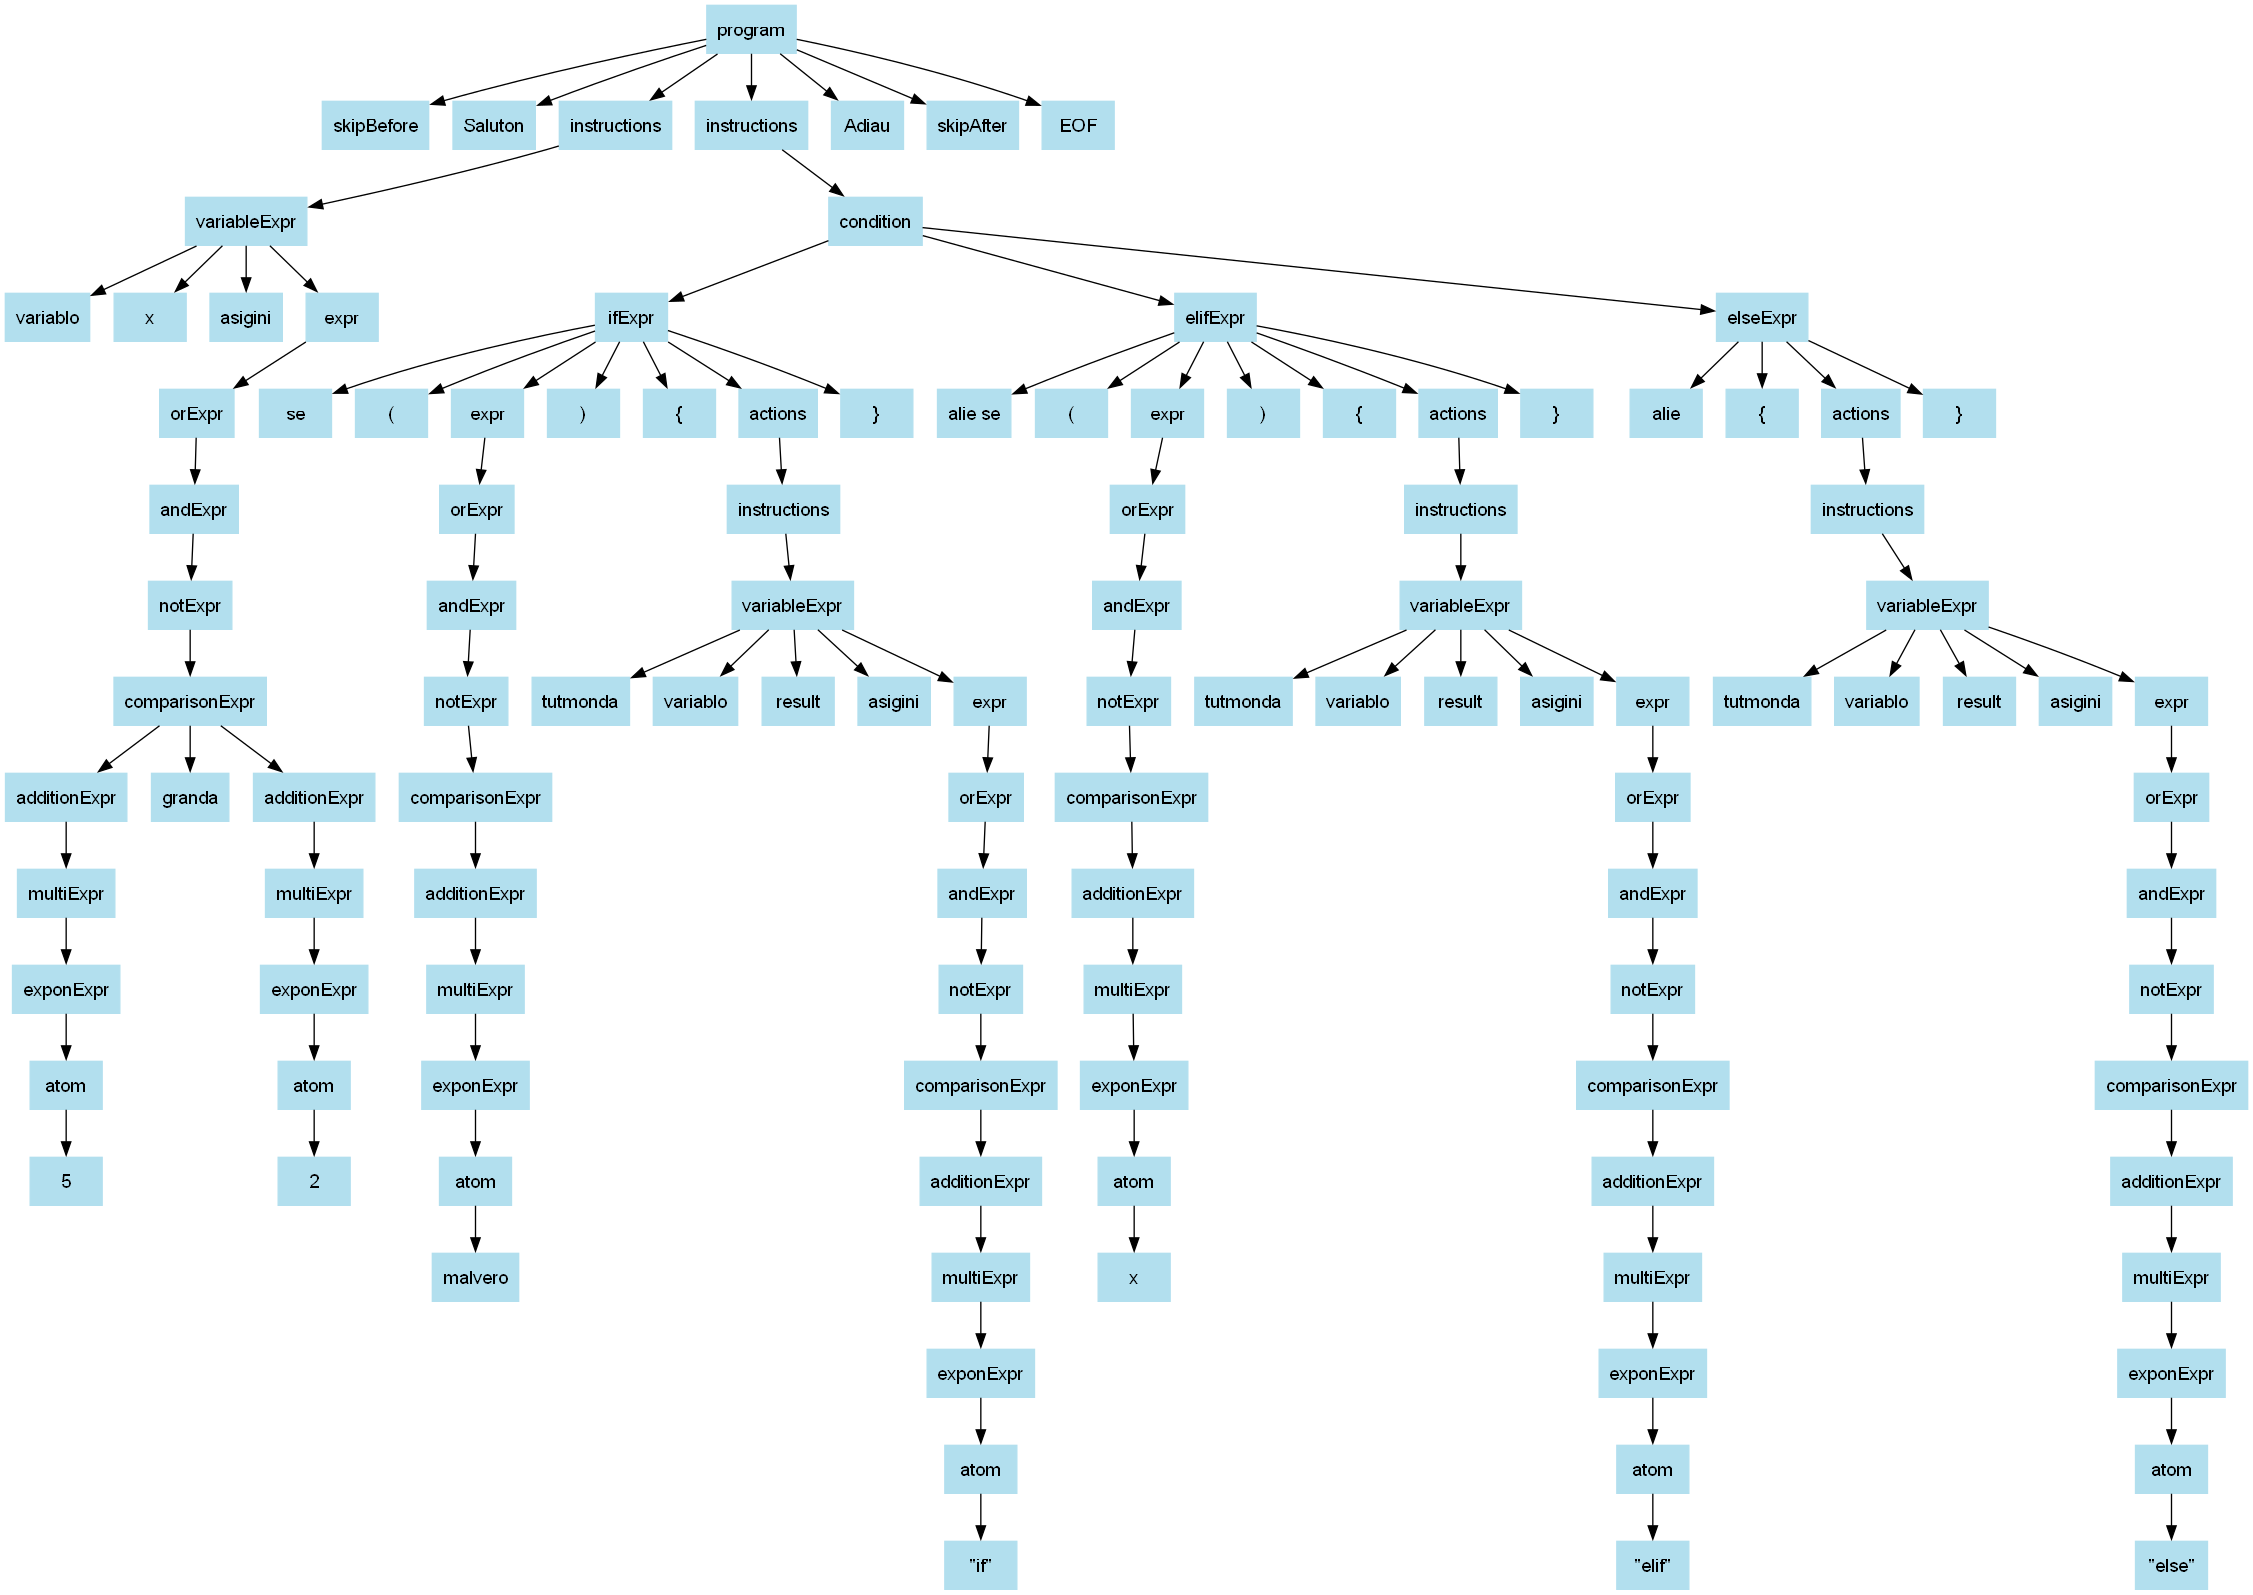 program
skipBefore Saluton instructions instructions Adiau skipAfter EOF
variableExpr condition
variablo x asigini expr ifExpr elifExpr elseExpr
orExpr se ( expr ) { actions } alie se ( expr ) { actions } alie { actions }
andExpr orExpr instructions orExpr instructions instructions
notExpr andExpr variableExpr andExpr variableExpr variableExpr
comparisonExpr notExpr tutmonda variablo result asigini expr notExpr tutmonda variablo result asigini expr tutmonda variablo result asigini expr
additionExpr granda additionExpr comparisonExpr orExpr comparisonExpr orExpr orExpr
multiExpr multiExpr additionExpr andExpr additionExpr andExpr andExpr
exponExpr exponExpr multiExpr notExpr multiExpr notExpr notExpr
atom atom exponExpr comparisonExpr exponExpr comparisonExpr comparisonExpr
5 2 atom additionExpr atom additionExpr additionExpr
malvero multiExpr x multiExpr multiExpr
exponExpr exponExpr exponExpr
atom atom atom
"if" "elif" "else"